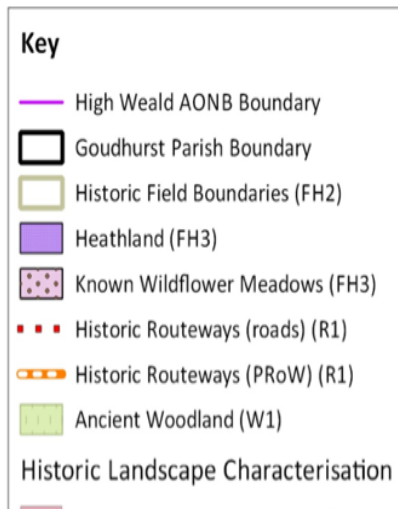 Key
High Weald AONB Boundary
Goudhurst Parish Boundary
Historic Field Boundaries (FH2)
Heathland (FH3)
Known Wildflower Meadows (FH3)
Historic Routeways (roads) (R1)
Historic Routeways (PRoW) (R1)
Ancient Woodland (W1)
Historic Landscape Characterisation